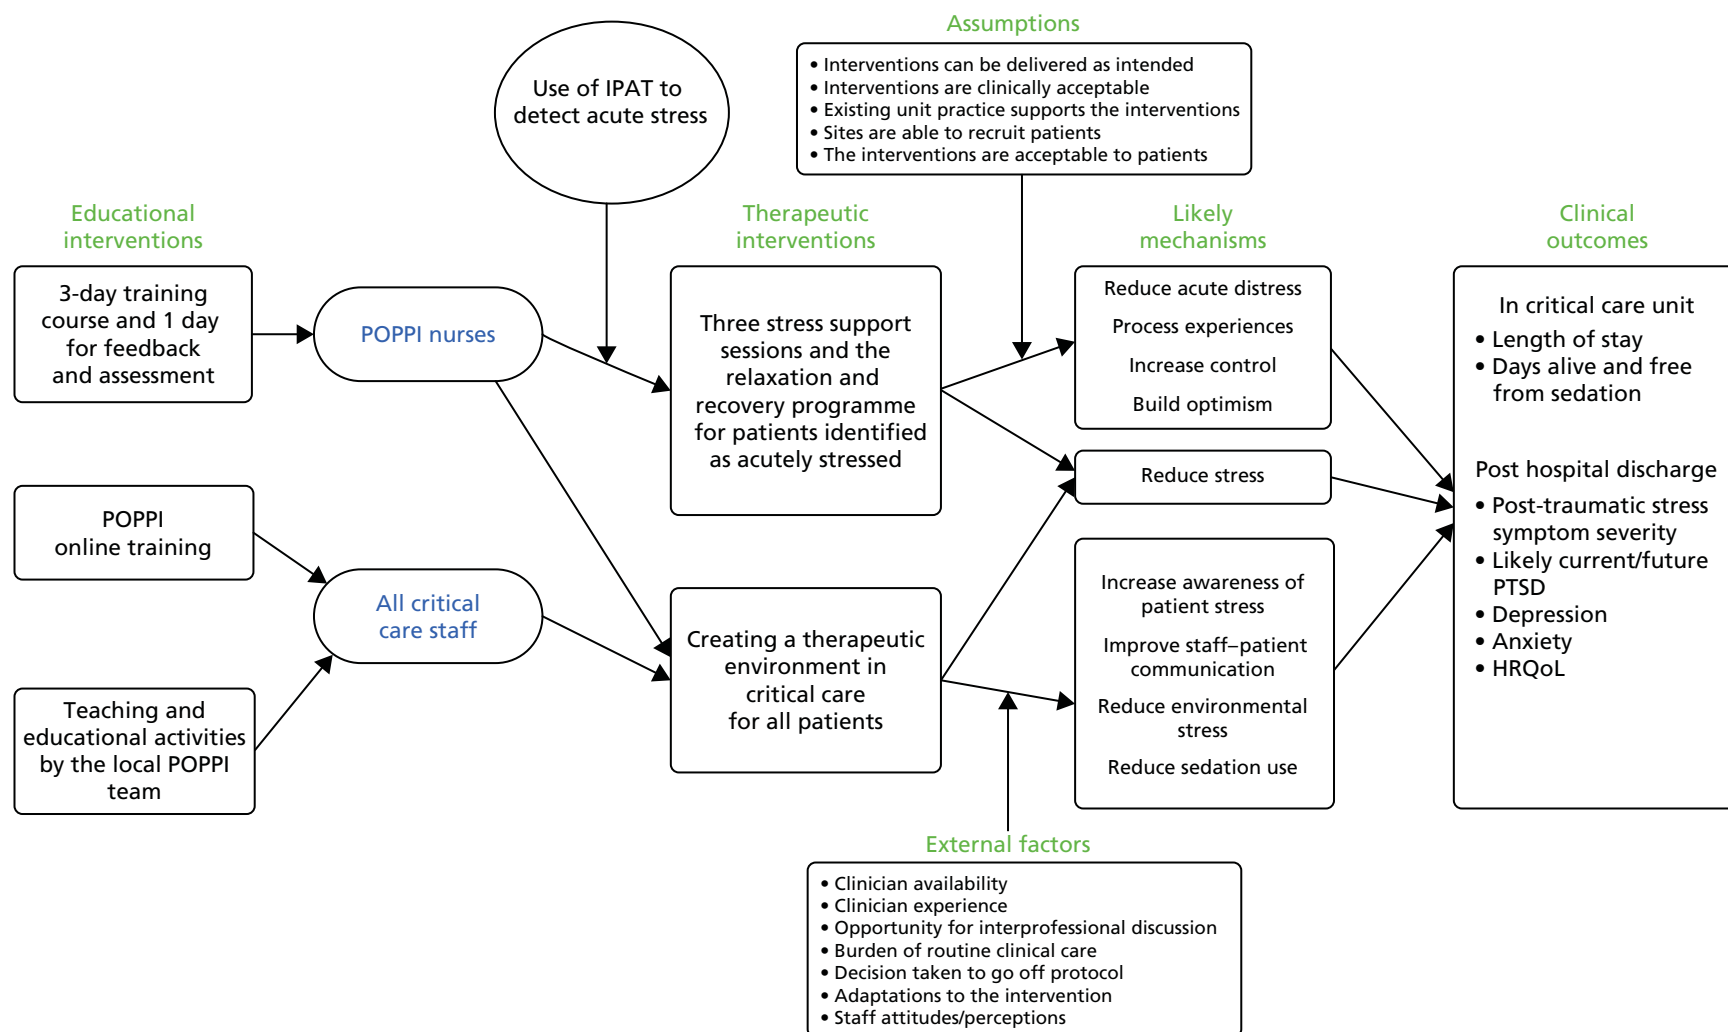 Assumptions
• Interventions can be delivered as intended
• Interventions are clinically acceptable
• Existing unit practice supports the interventions
• Sites are able to recruit patients
• The interventions are acceptable to patients
Use of IPAT to
detect acute stress
Educational
interventions
3-day training
course and 1 day
for feedback
and assessment
POPPI
online training
Teaching and
educational activities
by the local POPPI
team
POPPI nurses
All critical
care staff
Therapeutic
interventions
Three stress support
sessions and the
relaxation and
recovery programme
for patients identified
as acutely stressed
Creating a therapeutic
environment in
critical care
for all patients
Likely
mechanisms
Reduce acute distress
Process experiences
Increase control
Build optimism
Reduce stress
Increase awareness of
patient stress
Improve staff–patient
communication
Reduce environmental
stress
Reduce sedation use
Clinical
outcomes
In critical care unit
• Length of stay
• Days alive and free
from sedation
Post hospital discharge
• Post-traumatic stress
symptom severity
• Likely current/future
PTSD
• Depression
• Anxiety
• HRQoL
External factors
• Clinician availability
• Clinician experience
• Opportunity for interprofessional discussion
• Burden of routine clinical care
• Decision taken to go off protocol
• Adaptations to the intervention
• Staff attitudes/perceptions